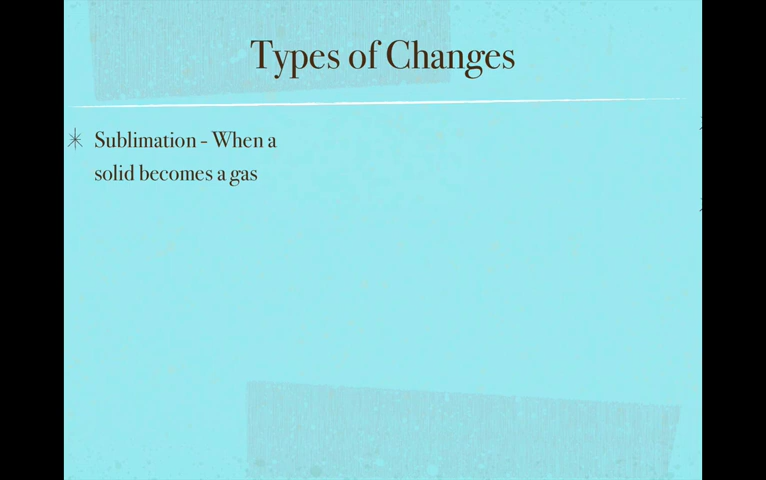 Types of Changes
Sublimation - When a
solid becomes a gas